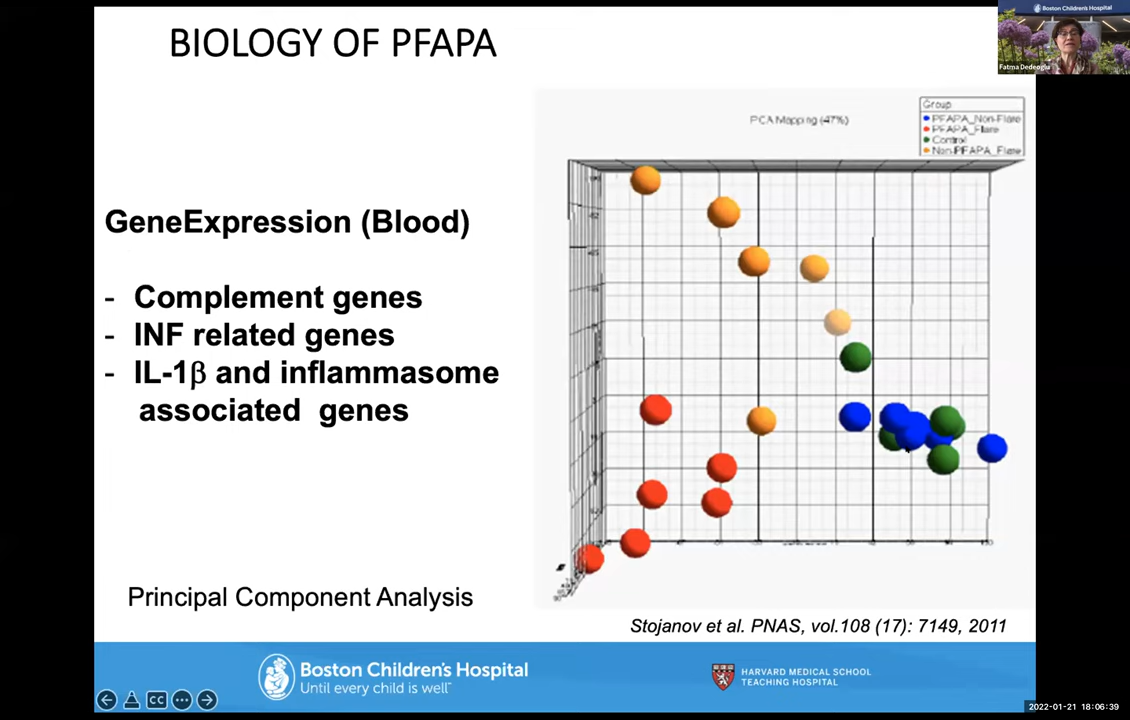 BIOLOGY OF PFAPA
Boston Children's Hospital
Fatma Dedeoglu
Group
PFAPA_Non-Flare
PFAPA_Flare
Control
Non-PFAPA_Flare
PCA Mapping (47%)
GeneExpression (Blood)
- Complement genes
- INF related genes
- IL-1β and inflammasome
associated genes
Principal Component Analysis
Stojanov et al. PNAS, vol.108 (17): 7149, 2011
Boston Children's Hospital
Until every child is well™
HARVARD MEDICAL SCHOOL
TEACHING HOSPITAL
CC
2022-01-21 18:06:39